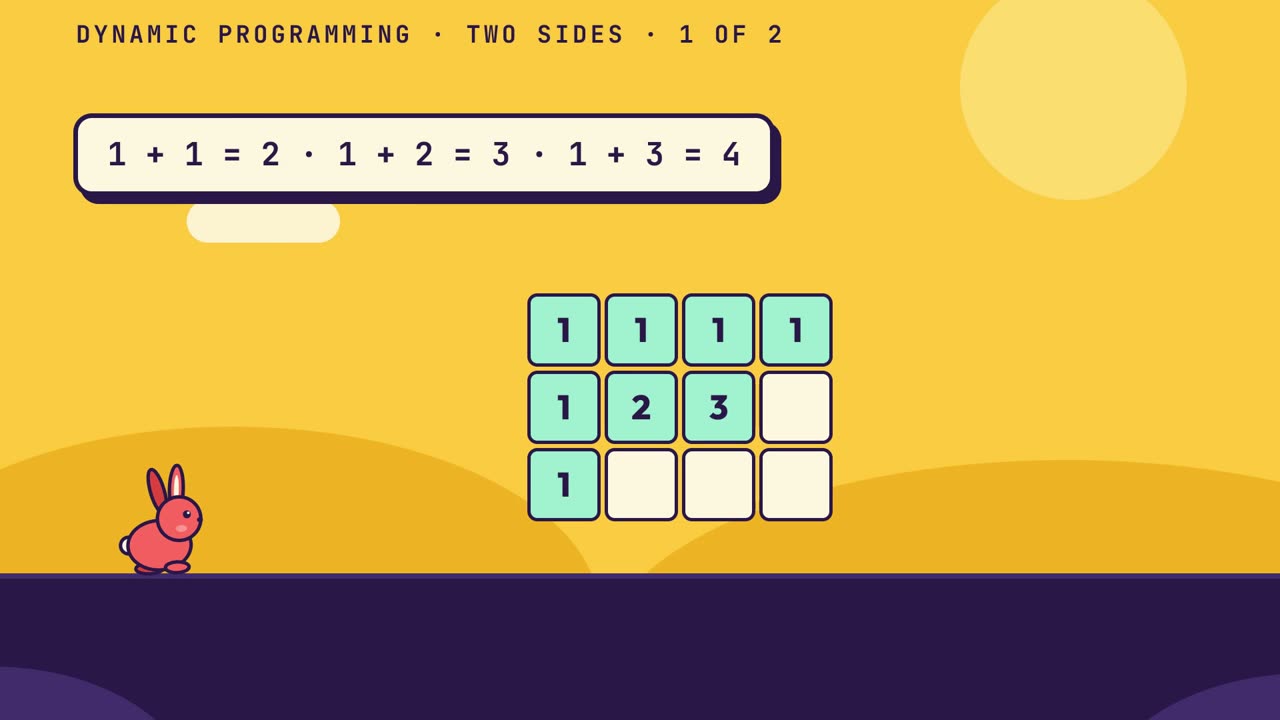 DYNAMIC PROGRAMMING · TWO SIDES · 1 OF 2
1 + 1 = 2 · 1 + 2 = 3 · 1 + 3 = 4
1 1 1 1
1 2 3
1